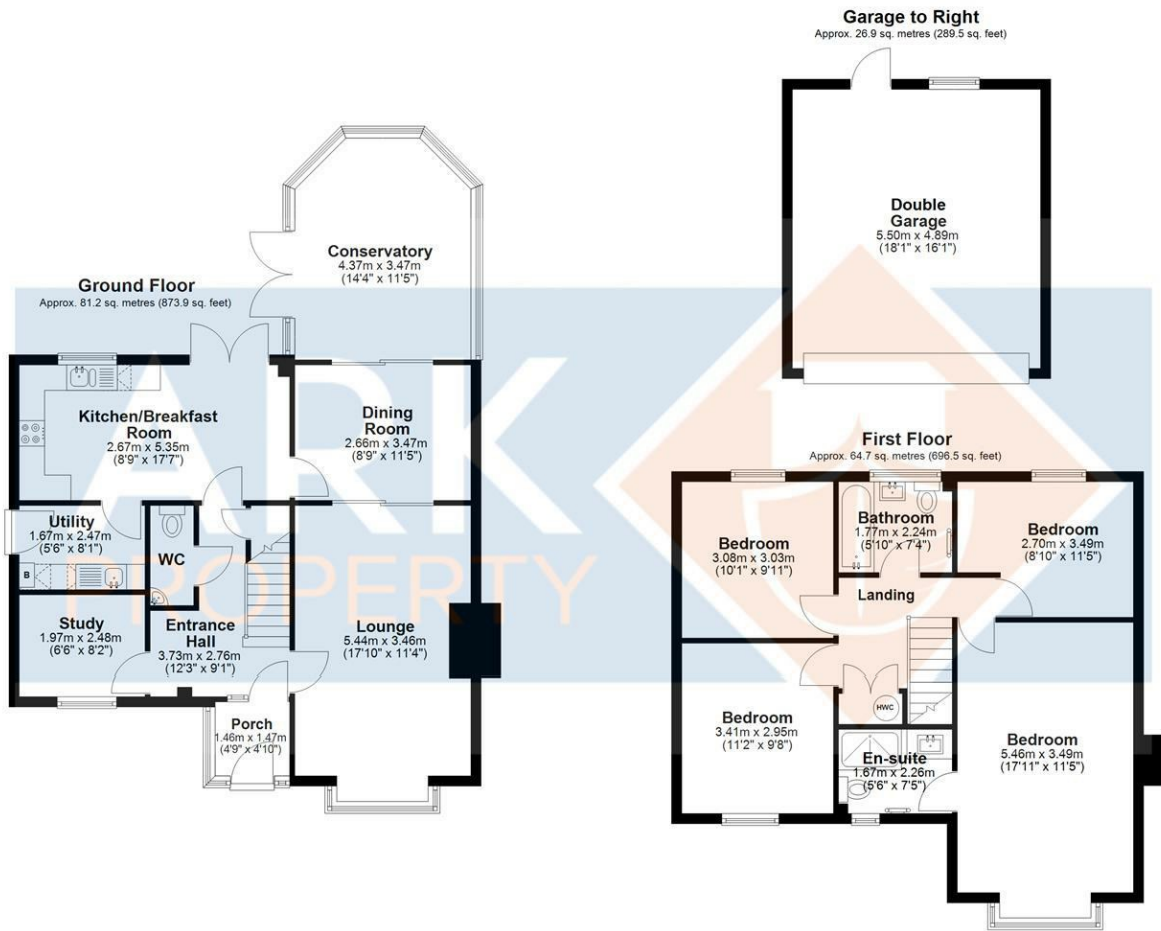 Garage to Right
Approx. 26.9 sq. metres (289.5 sq. feet)
Double
Garage
5.50m x 4.89m
(18'1" x 16'1")
Ground Floor
Approx. 81.2 sq. metres (873.9 sq. feet)
Conservatory
4.37m x 3.47m
(14'4" x 11'5")
Kitchen/Breakfast
Room
2.67m x 5.35m
(8'9" x 17'7")
Dining
Room
2.66m x 3.47m
(8'9" x 11'5")
Utility
1.67m x 2.47m
(5'6" x 8'1")
B
WC
Study
1.97m x 2.48m
(6'6" x 8'2")
Entrance
Hall
3.73m x 2.76m
(12'3" x 9'1")
Lounge
5.44m x 3.46m
(17'10" x 11'4")
Porch
1.46m x 1.47m
(4'9" x 4'10")
First Floor
Approx. 64.7 sq. metres (696.5 sq. feet)
Bedroom
3.08m x 3.03m
(10'1" x 9'11")
Bathroom
1.77m x 2.24m
(5'10" x 7'4")
Bedroom
2.70m x 3.49m
(8'10" x 11'5")
Landing
HWC
Bedroom
3.41m x 2.95m
(11'2" x 9'8")
En-suite
1.67m x 2.26m
(5'6" x 7'5")
Bedroom
5.46m x 3.49m
(17'11" x 11'5")
ARK
PROPERTY